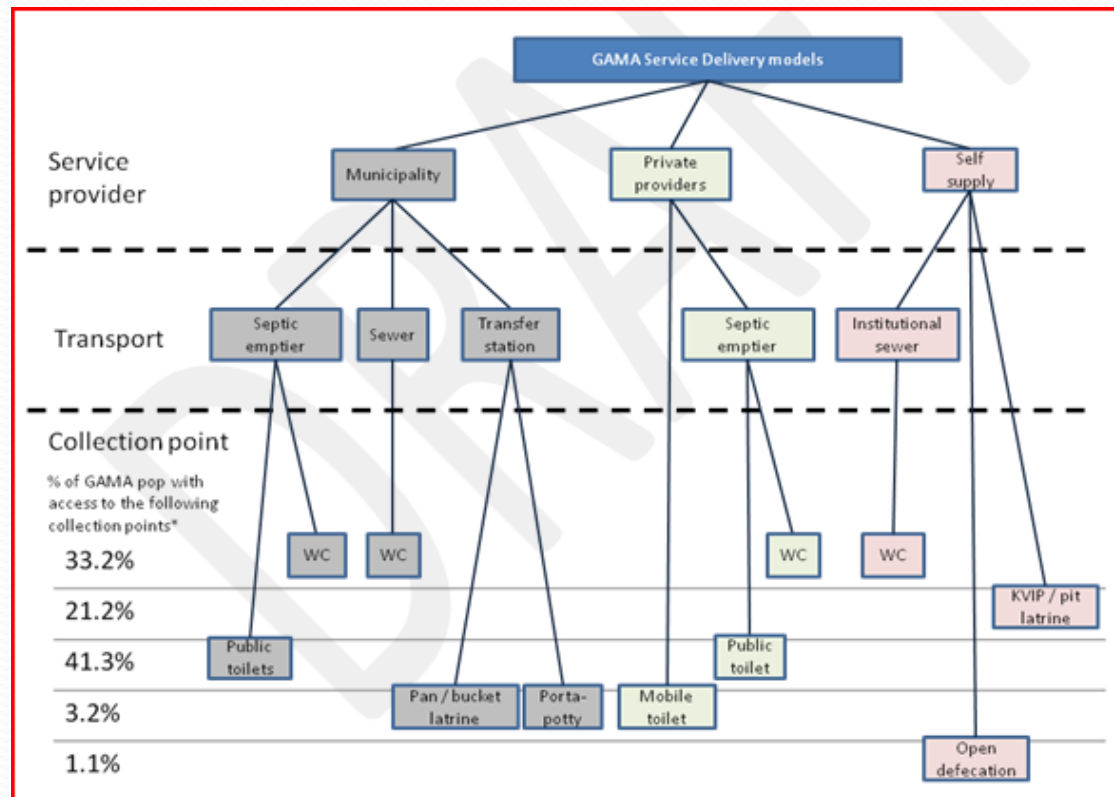 GAMA Service Delivery models
Service
provider
Municipality
Private
providers
Self
supply
Transport
Septic
emptier
Sewer
Transfer
station
Septic
emptier
Institutional
sewer
Collection point
% of GAMA pop with
access to the following
collection points*
33.2%
WC
WC
WC
WC
21.2%
KVIP / pit
latrine
41.3%
Public
toilets
Public
toilet
3.2%
Pan / bucket
latrine
Porta-
potty
Mobile
toilet
1.1%
Open
defecation
DRAFT